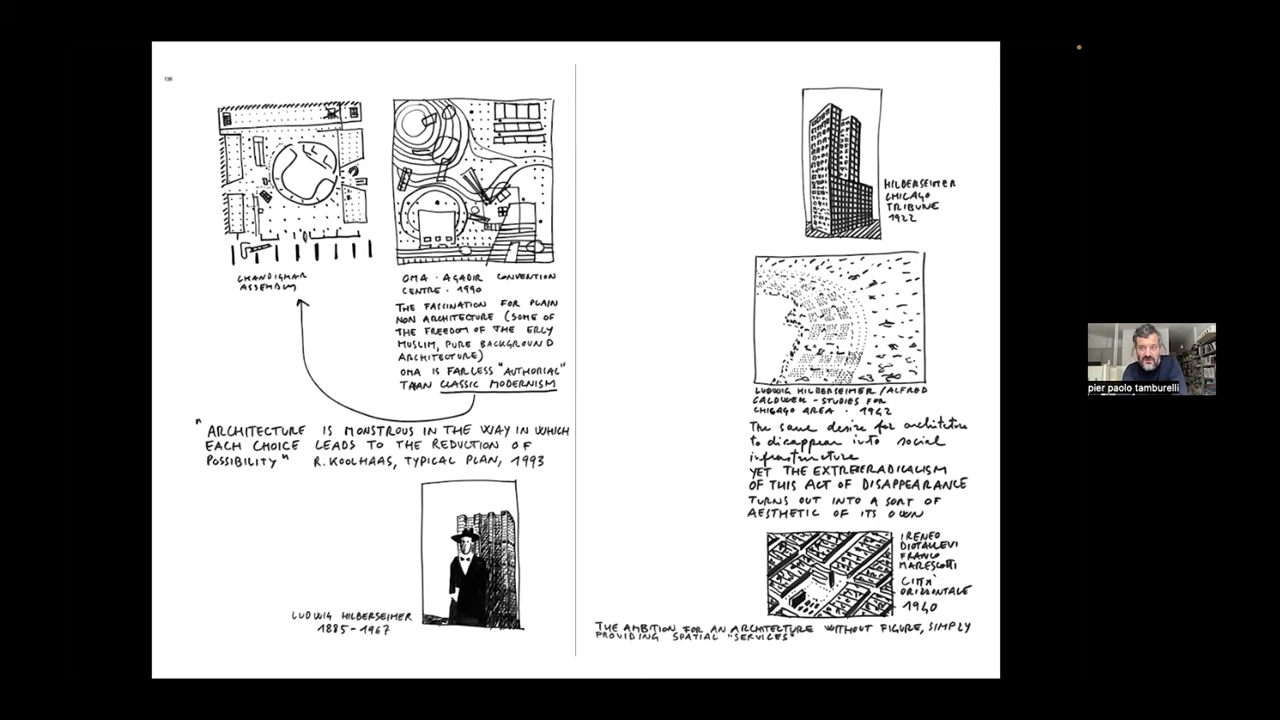 136
CHANDIGHAR
ASSEMBLY
OMA · AGADIR CONVENTION
CENTRE · 1990
THE FASCINATION FOR PLAIN
NON ARCHITECTURE (SOME OF
THE FREEDOM OF THE ERLY
MUSLIM, PURE BACKGROUND
ARCHITECTURE)
OMA IS FAR LESS "AUTHORIAL"
THAN CLASSIC MODERNISM
"ARCHITECTURE IS MONSTROUS IN THE WAY IN WHICH
EACH CHOICE LEADS TO THE REDUCTION OF
POSSIBILITY" R. KOOLHAAS, TYPICAL PLAN, 1993
LUDWIG HILBERSEIMER
1885-1967
HILBERSEIMER
CHICAGO
TRIBUNE
1922
LUDWIG HILBERSEIMER / ALFRED
CALDWELL - STUDIES FOR
CHICAGO AREA · 1942
The same desire for architecture
to disappear into social
infrastructure
YET THE EXTREME RADICALISM
OF THIS ACT OF DISAPPEARANCE
TURNS OUT INTO A SORT OF
AESTHETIC OF ITS OWN
IRENEO
DIOTALLEVI
FRANCO
MARESCOTTI
CITTÀ
ORIZZONTALE
1940
THE AMBITION FOR AN ARCHITECTURE WITHOUT FIGURE, SIMPLY
PROVIDING SPATIAL "SERVICES"
pier paolo tamburelli